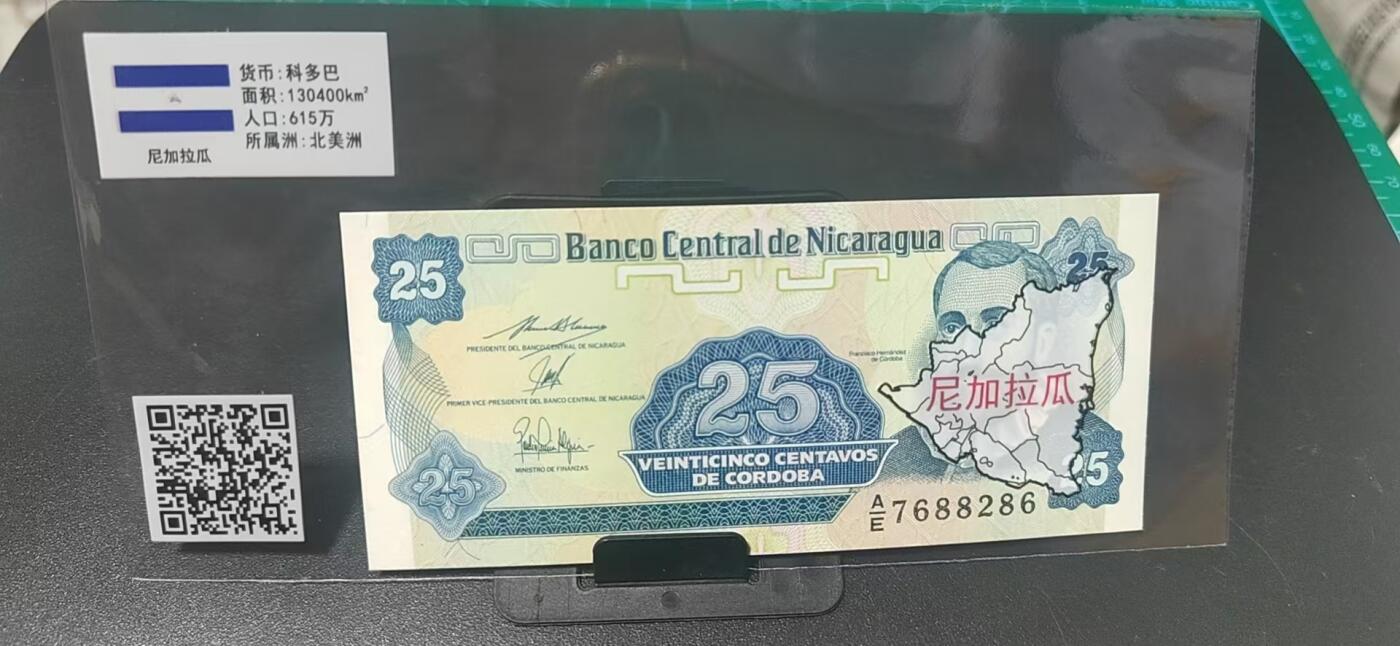 货币:科多巴
面积:130400km²
人口:615万
所属洲:北美洲
尼加拉瓜
Banco Central de Nicaragua
25
25
PRESIDENTE DEL BANCO CENTRAL DE NICARAGUA
Francisco Hernández
de Córdoba
PRIMER VICE-PRESIDENTE DEL BANCO CENTRAL DE NICARAGUA
25
尼加拉瓜
VEINTICINCO CENTAVOS
DE CORDOBA
MINISTRO DE FINANZAS
25
5
A/E 7688286